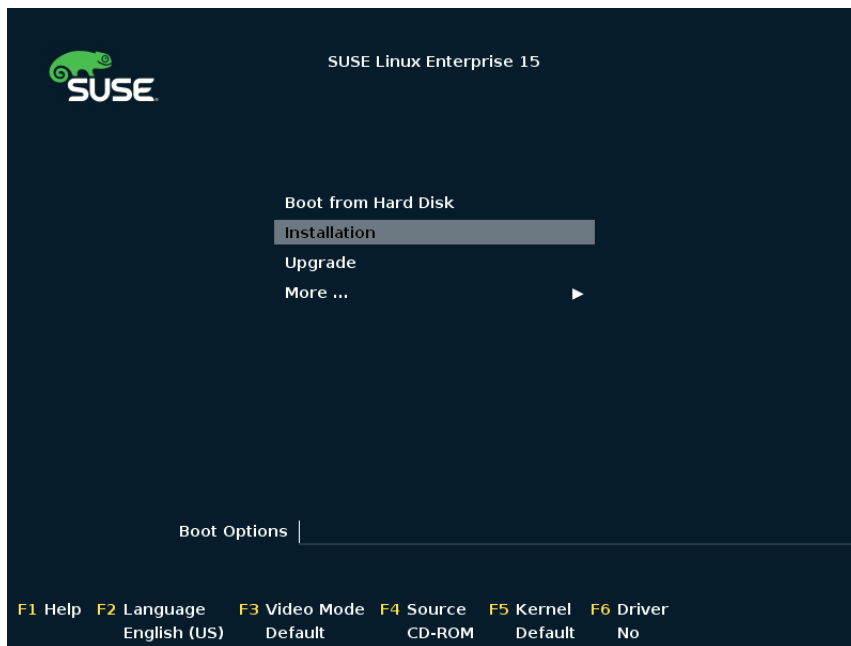 SUSE
SUSE Linux Enterprise 15
Boot from Hard Disk
Installation
Upgrade
More ...
Boot Options
F1 Help F2 Language F3 Video Mode F4 Source F5 Kernel F6 Driver
English (US) Default CD-ROM Default No